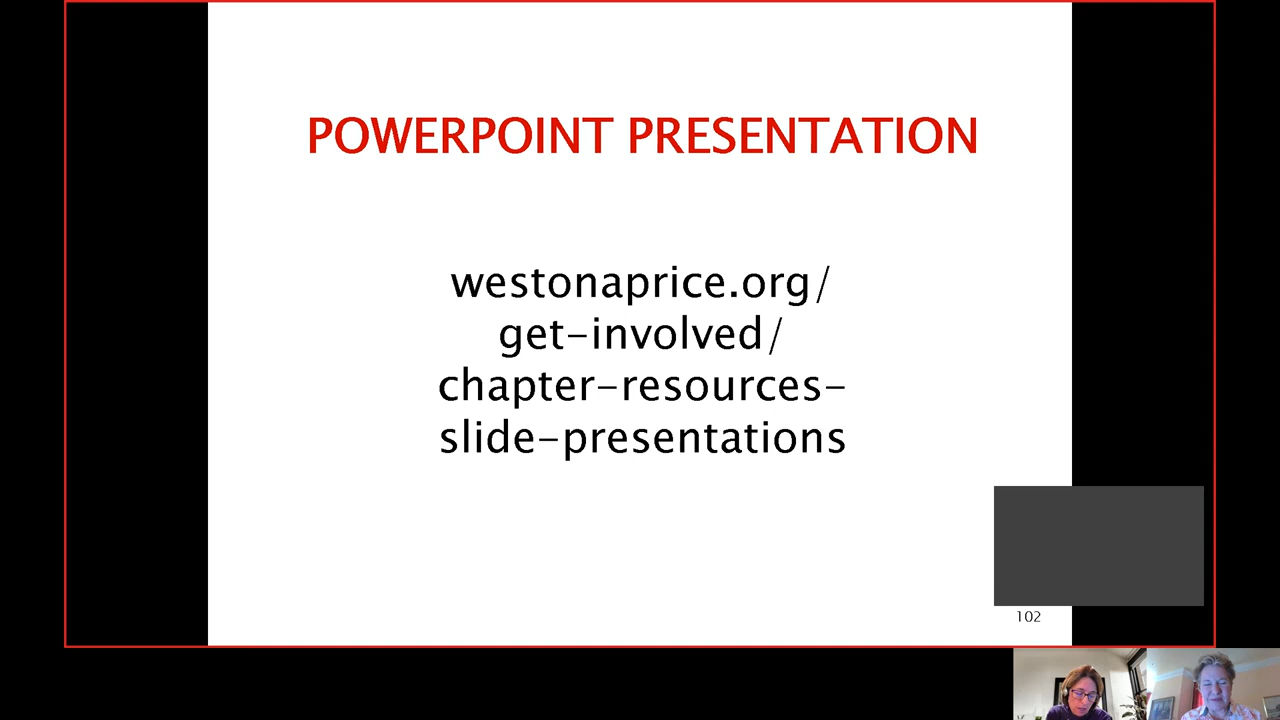 POWERPOINT PRESENTATION
westonaprice.org/
get-involved/
chapter-resources-
slide-presentations
102